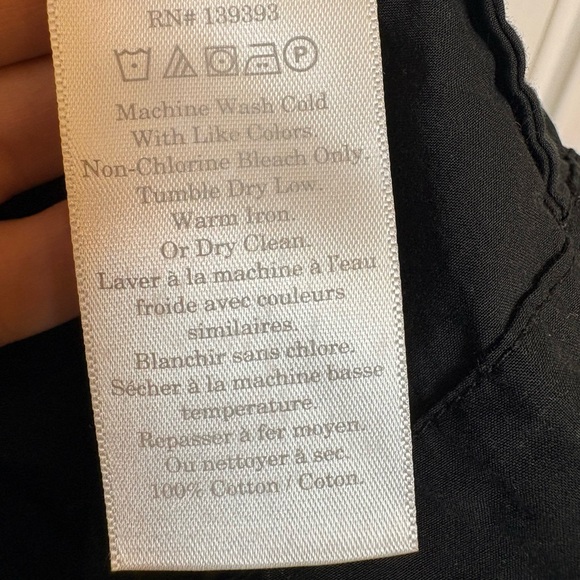 RN# 139393
P
Machine Wash Cold
With Like Colors.
Non-Chlorine Bleach Only.
Tumble Dry Low.
Warm Iron.
Or Dry Clean.
Laver à la machine à l'eau
froide avec couleurs
similaires.
Blanchir sans chlore.
Sécher à la machine basse
temperature.
Repasser à fer moyen.
Ou nettoyer à sec.
100% Cotton / Coton.